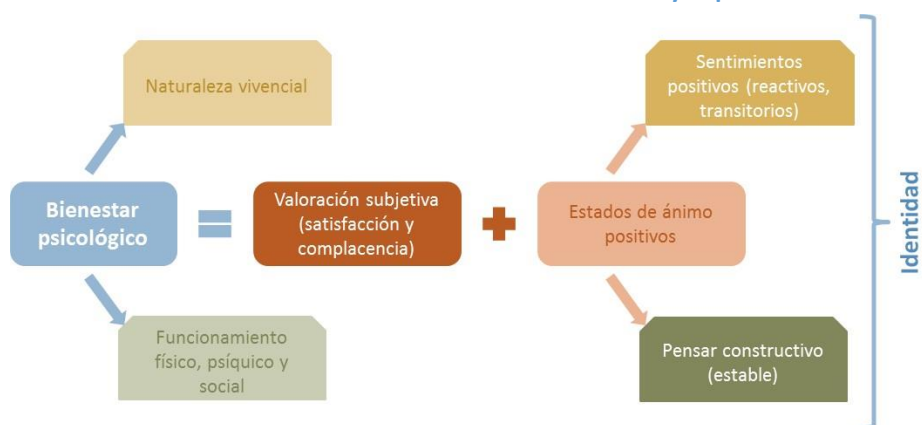 Naturaleza vivencial
Sentimientos
positivos (reactivos,
transitorios)
Bienestar
psicológico
=
Valoración subjetiva
(satisfacción y
complacencia)
+
Estados de ánimo
positivos
Funcionamiento
físico, psíquico y
social
Pensar constructivo
(estable)
Identidad